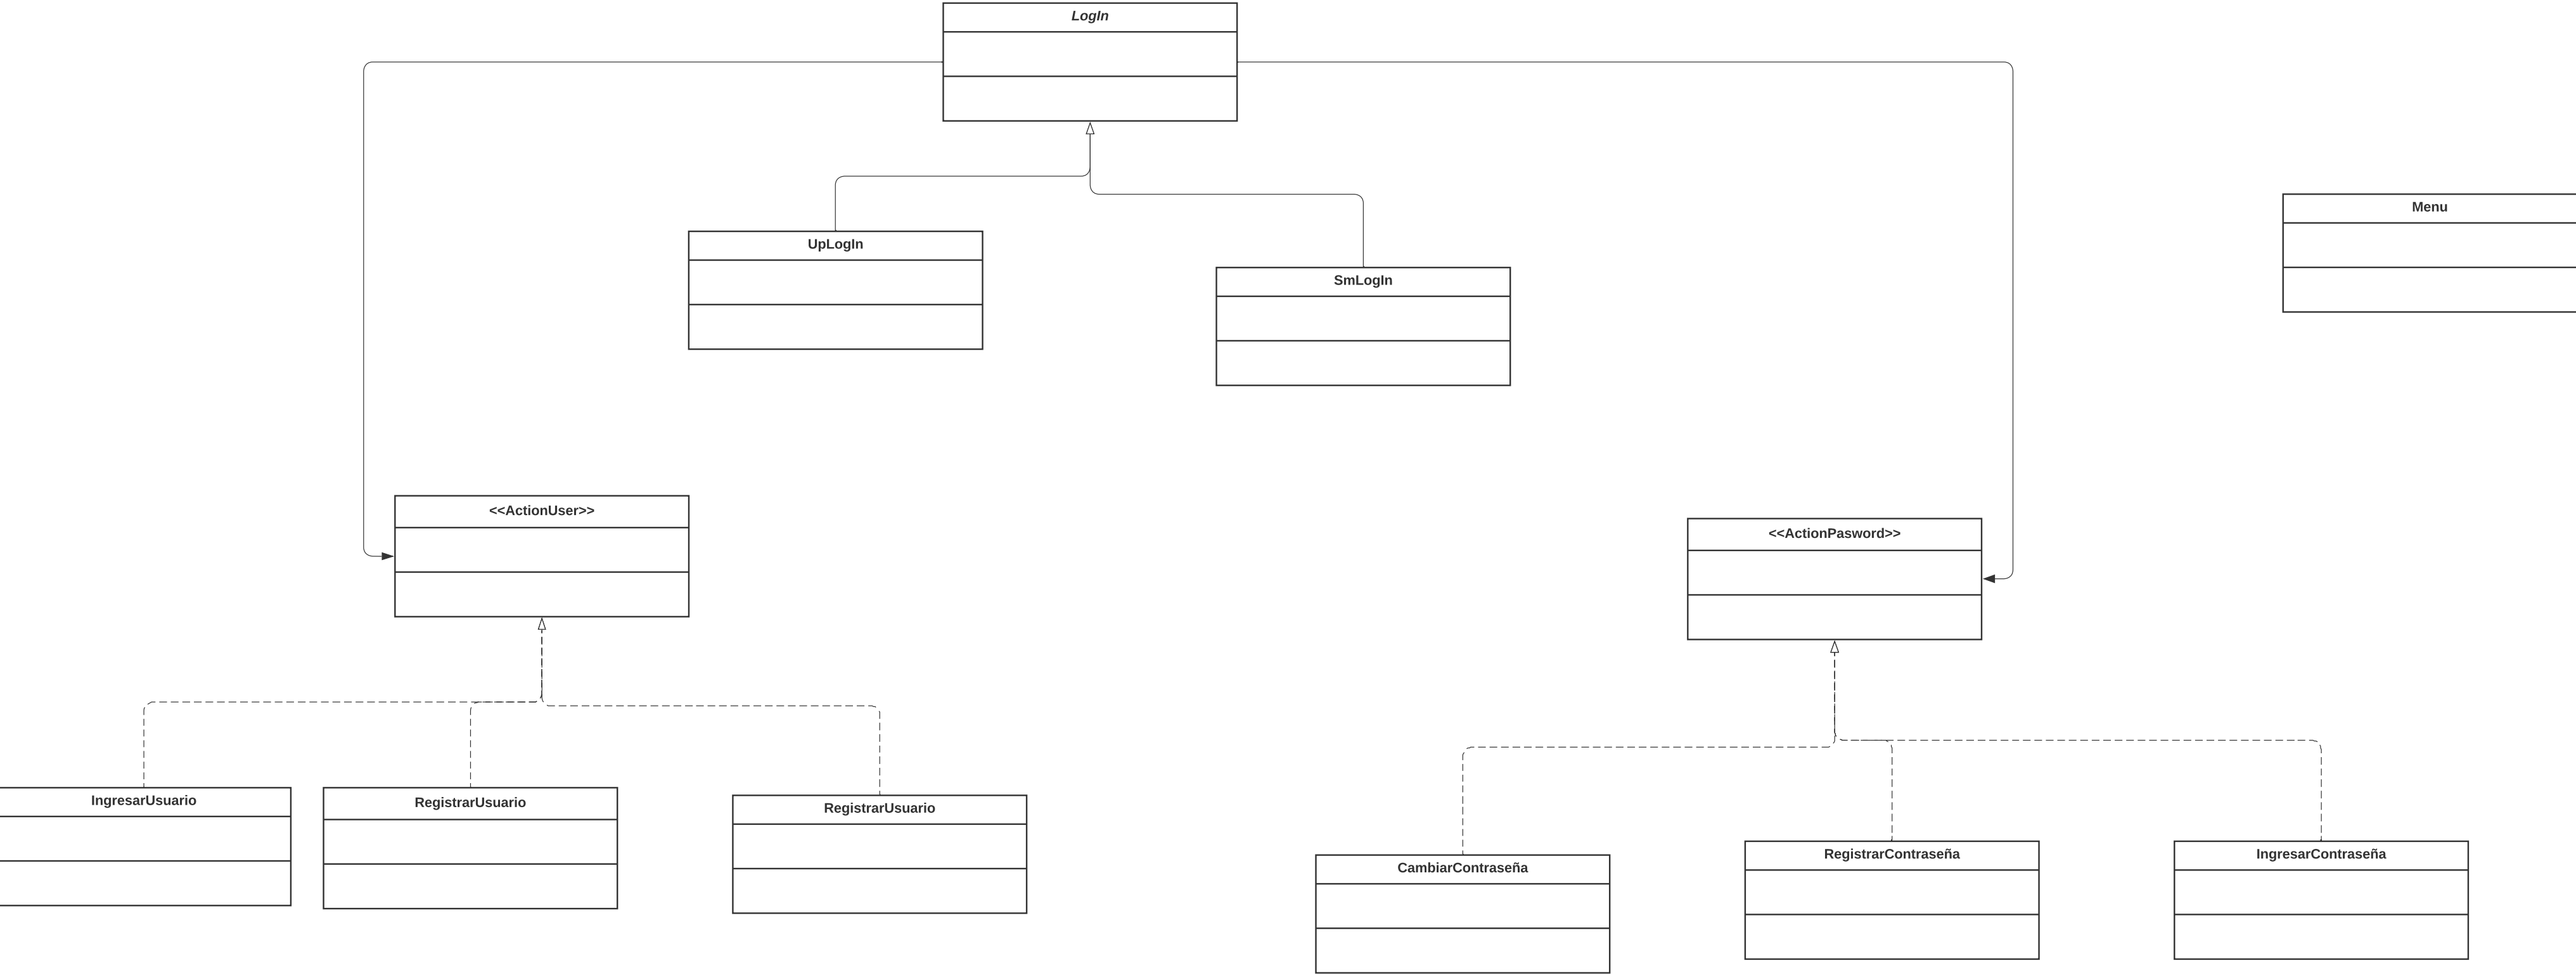 LogIn
Menu
UpLogIn
SmLogIn
<<ActionUser>>
<<ActionPasword>>
IngresarUsuario
RegistrarUsuario
RegistrarUsuario
CambiarContraseña
RegistrarContraseña
IngresarContraseña